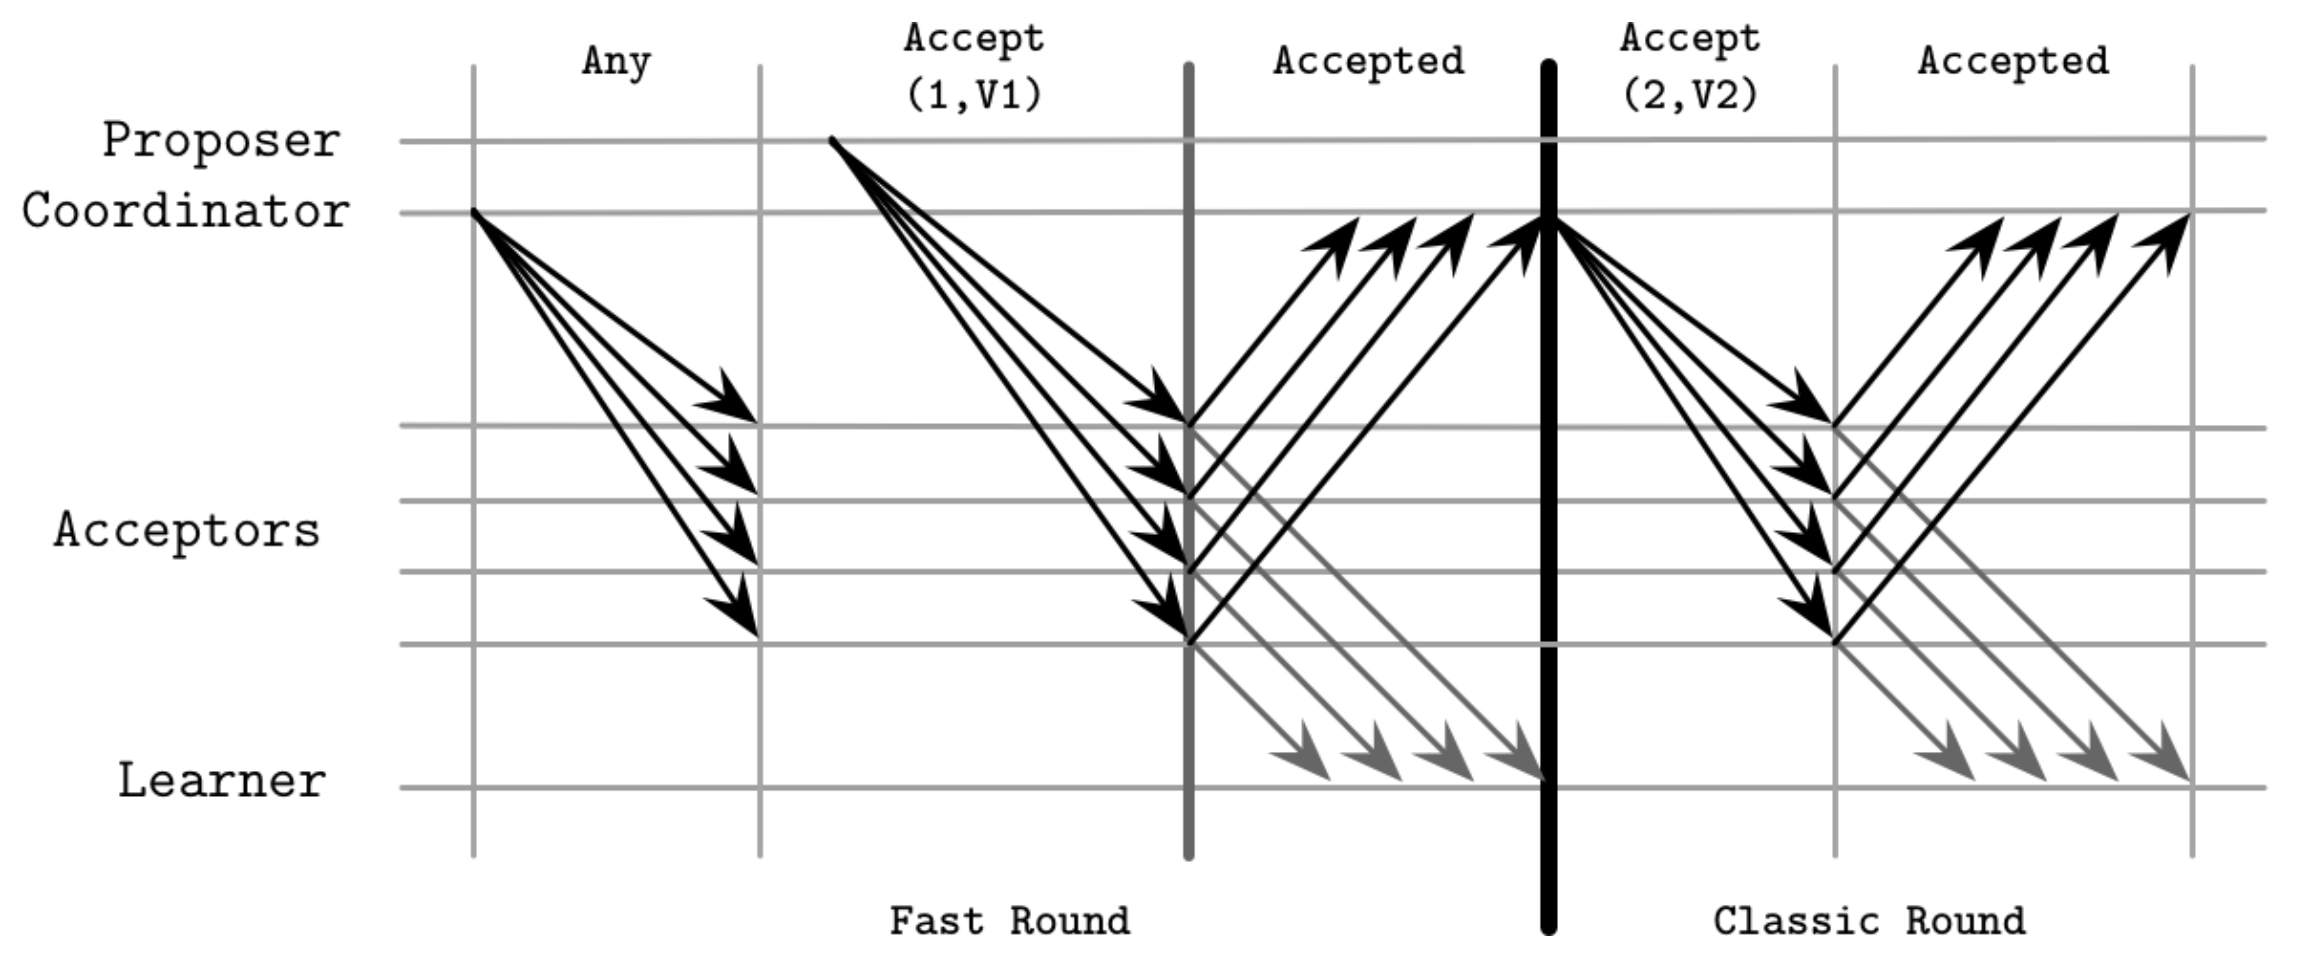 Any
Accept
(1,V1)
Accepted
Accept
(2,V2)
Accepted
Proposer
Coordinator
Acceptors
Learner
Fast Round
Classic Round